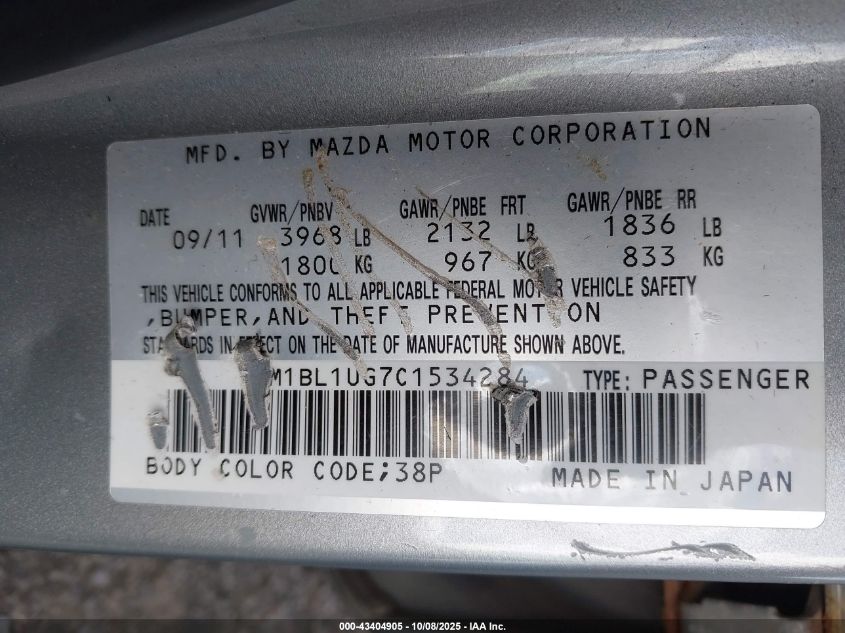 MFD. BY MAZDA MOTOR CORPORATION
DATE GVWR/PNBV GAWR/PNBE FRT GAWR/PNBE RR
09/11 3968 LB 2132 LB 1836 LB
1800 KG 967 KG 833 KG
THIS VEHICLE CONFORMS TO ALL APPLICABLE FEDERAL MOTOR VEHICLE SAFETY
,BUMPER,AND THEFT PREVENTION
STANDARDS IN EFFECT ON THE DATE OF MANUFACTURE SHOWN ABOVE.
M1BL1UG7C1534284 TYPE: PASSENGER
BODY COLOR CODE;38P MADE IN JAPAN
000-43404905 - 10/08/2025 - IAA Inc.